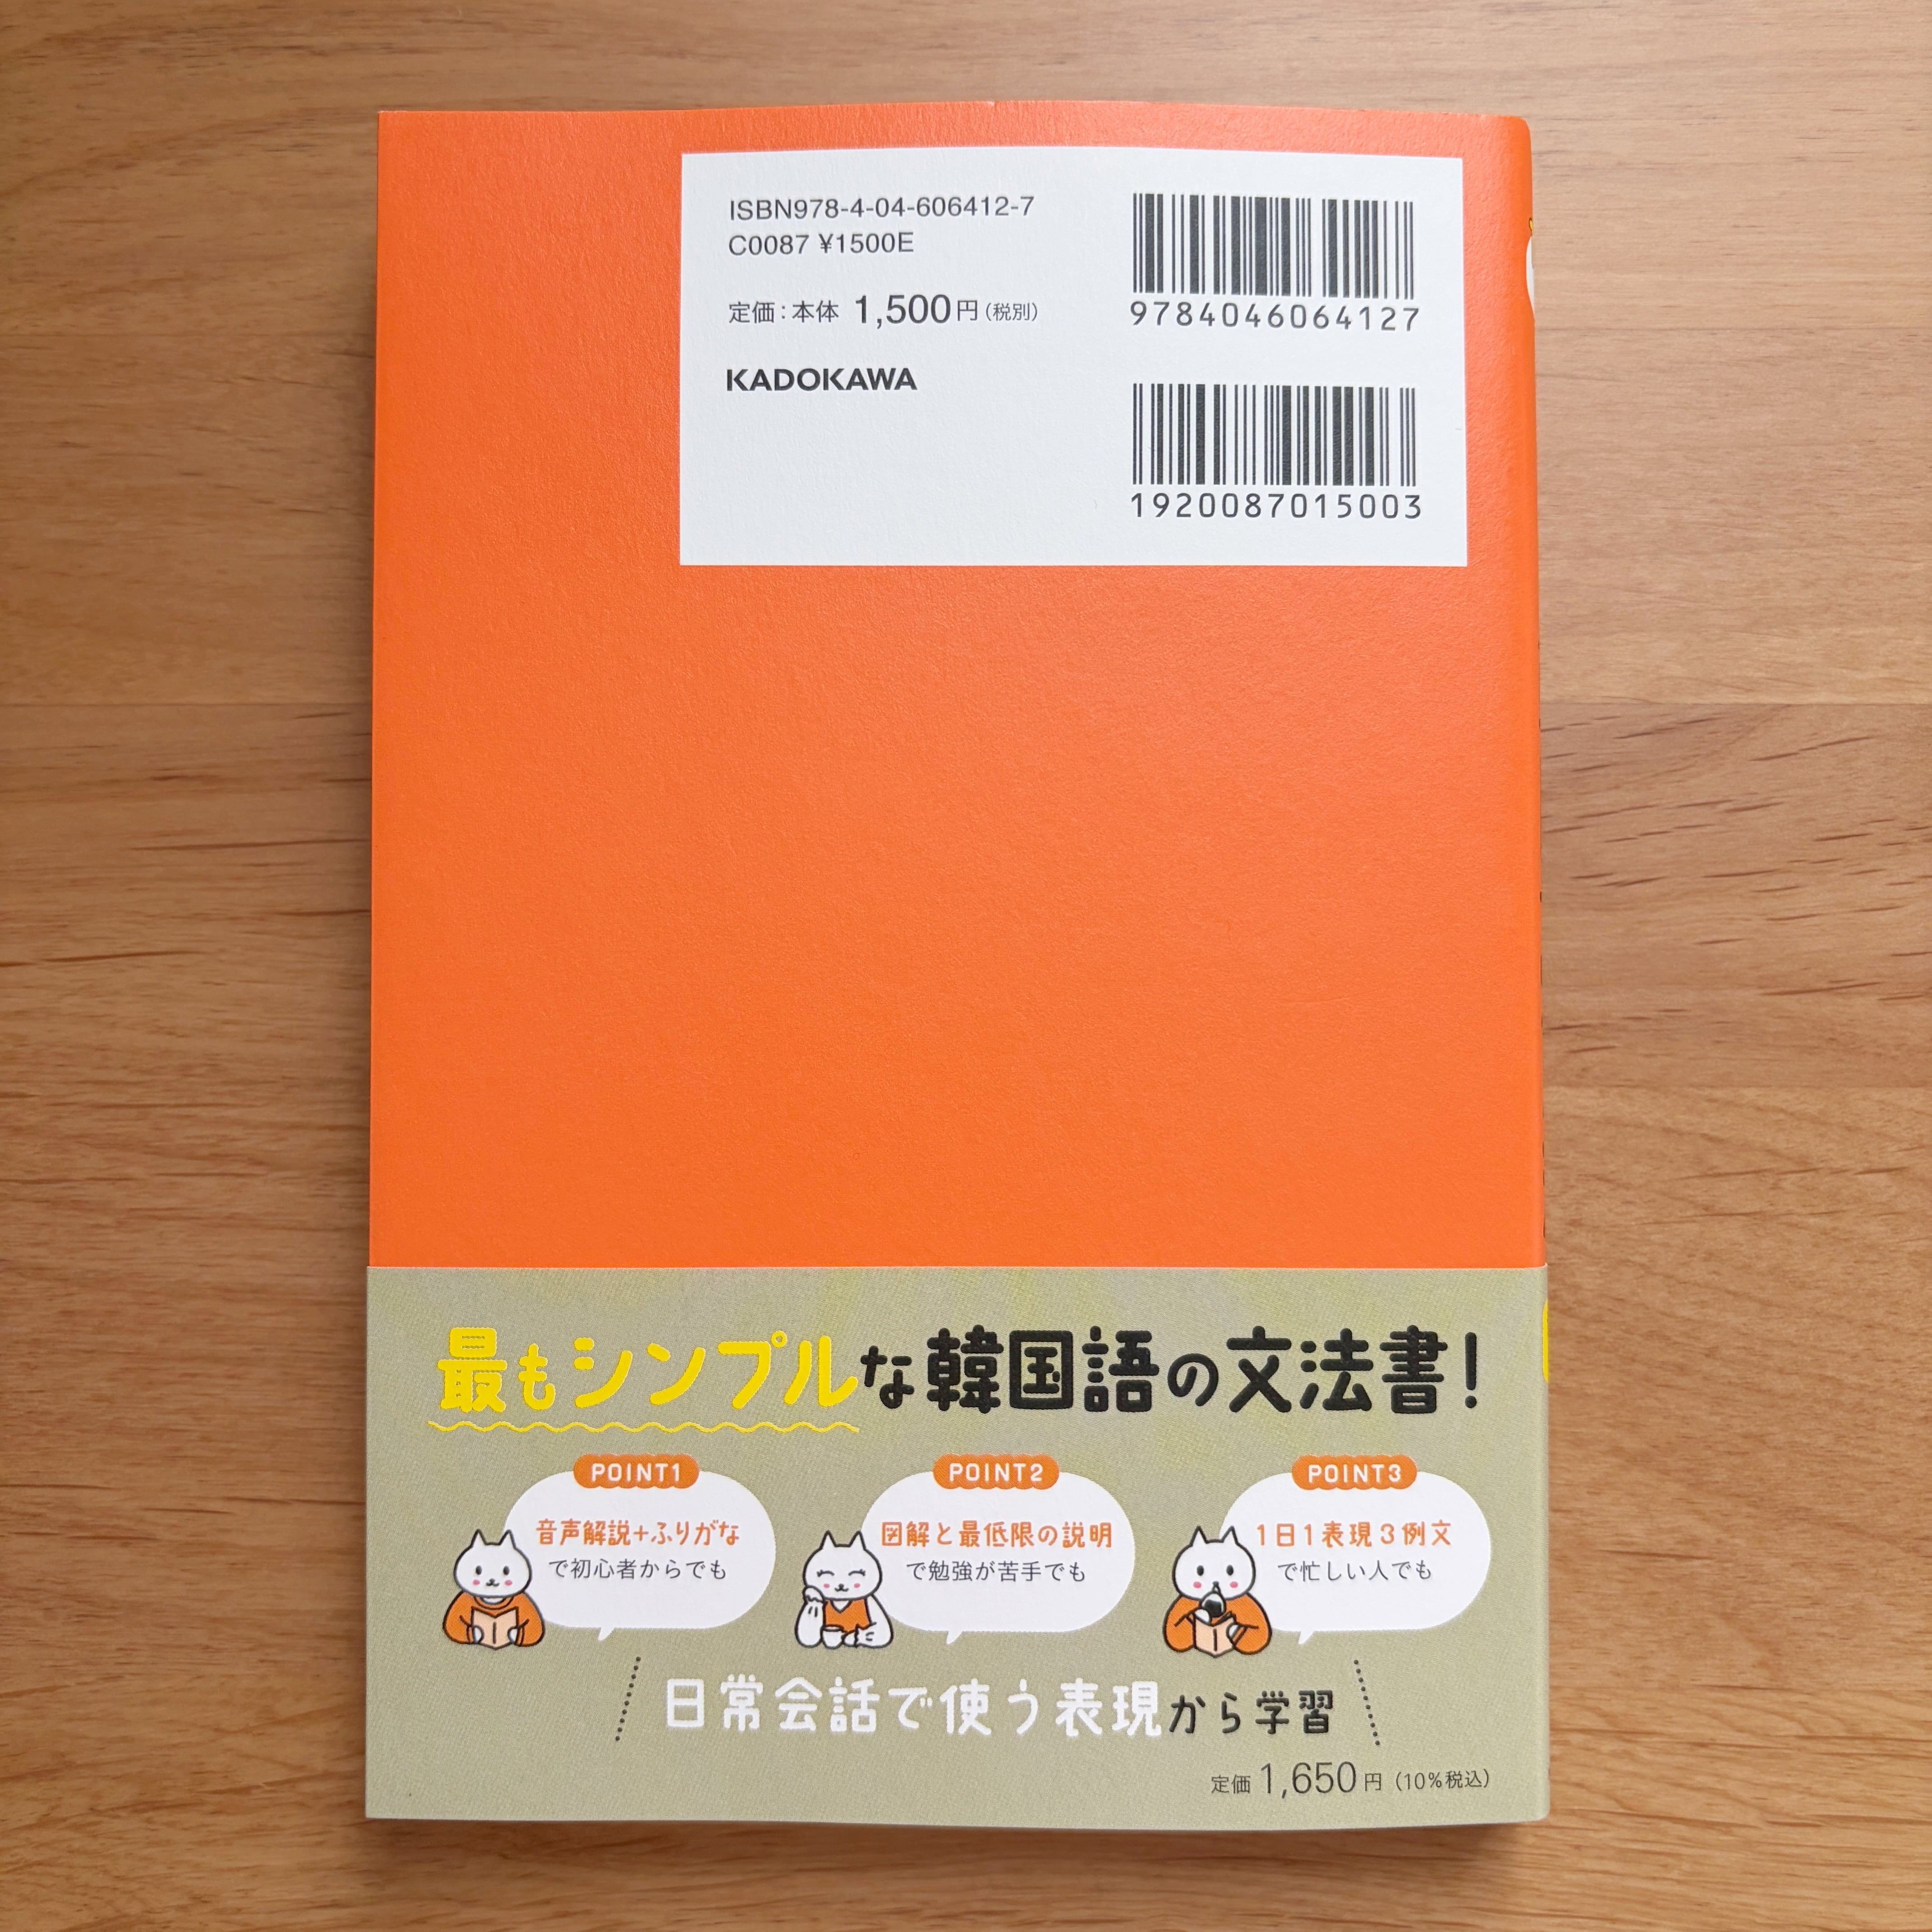 ISBN978-4-04-606412-7
C0087 ¥1500E
定価：本体 1,500円（税別）
KADOKAWA
9784046064127
1920087015003
最もシンプルな韓国語の文法書！
POINT1
音声解説+ふりがな
で初心者からでも
POINT2
図解と最低限の説明
で勉強が苦手でも
POINT3
1日1表現3例文
で忙しい人でも
日常会話で使う表現から学習
定価 1,650円（10%税込）